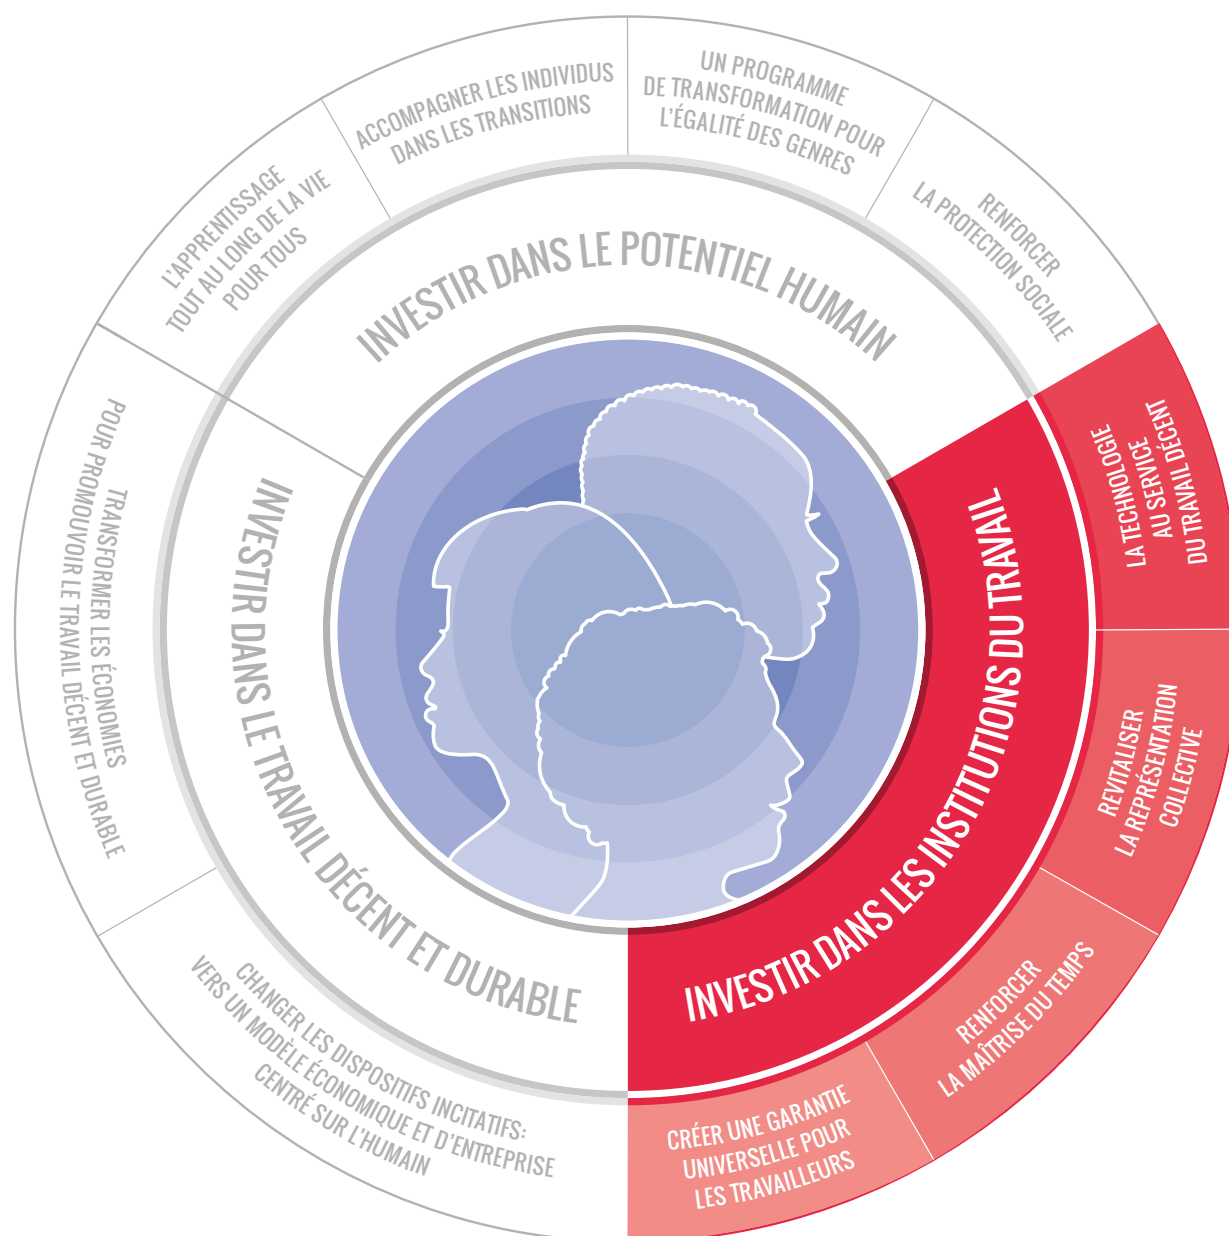 INVESTIR DANS LE POTENTIEL HUMAIN
L'APPRENTISSAGE
TOUT AU LONG DE LA VIE
POUR TOUS
ACCOMPAGNER LES INDIVIDUS
DANS LES TRANSITIONS
UN PROGRAMME
DE TRANSFORMATION POUR
L'ÉGALITÉ DES GENRES
RENFORCER
LA PROTECTION SOCIALE
INVESTIR DANS LES INSTITUTIONS DU TRAVAIL
LA TECHNOLOGIE
AU SERVICE
DU TRAVAIL DÉCENT
REVITALISER
LA REPRÉSENTATION
COLLECTIVE
RENFORCER
LA MAÎTRISE DU TEMPS
CRÉER UNE GARANTIE
UNIVERSELLE POUR
LES TRAVAILLEURS
INVESTIR DANS LE TRAVAIL DÉCENT ET DURABLE
TRANSFORMER LES ÉCONOMIES
POUR PROMOUVOIR LE TRAVAIL DÉCENT ET DURABLE
CHANGER LES DISPOSITIFS INCITATIFS:
VERS UN MODÈLE ÉCONOMIQUE ET D'ENTREPRISE
CENTRÉ SUR L'HUMAIN